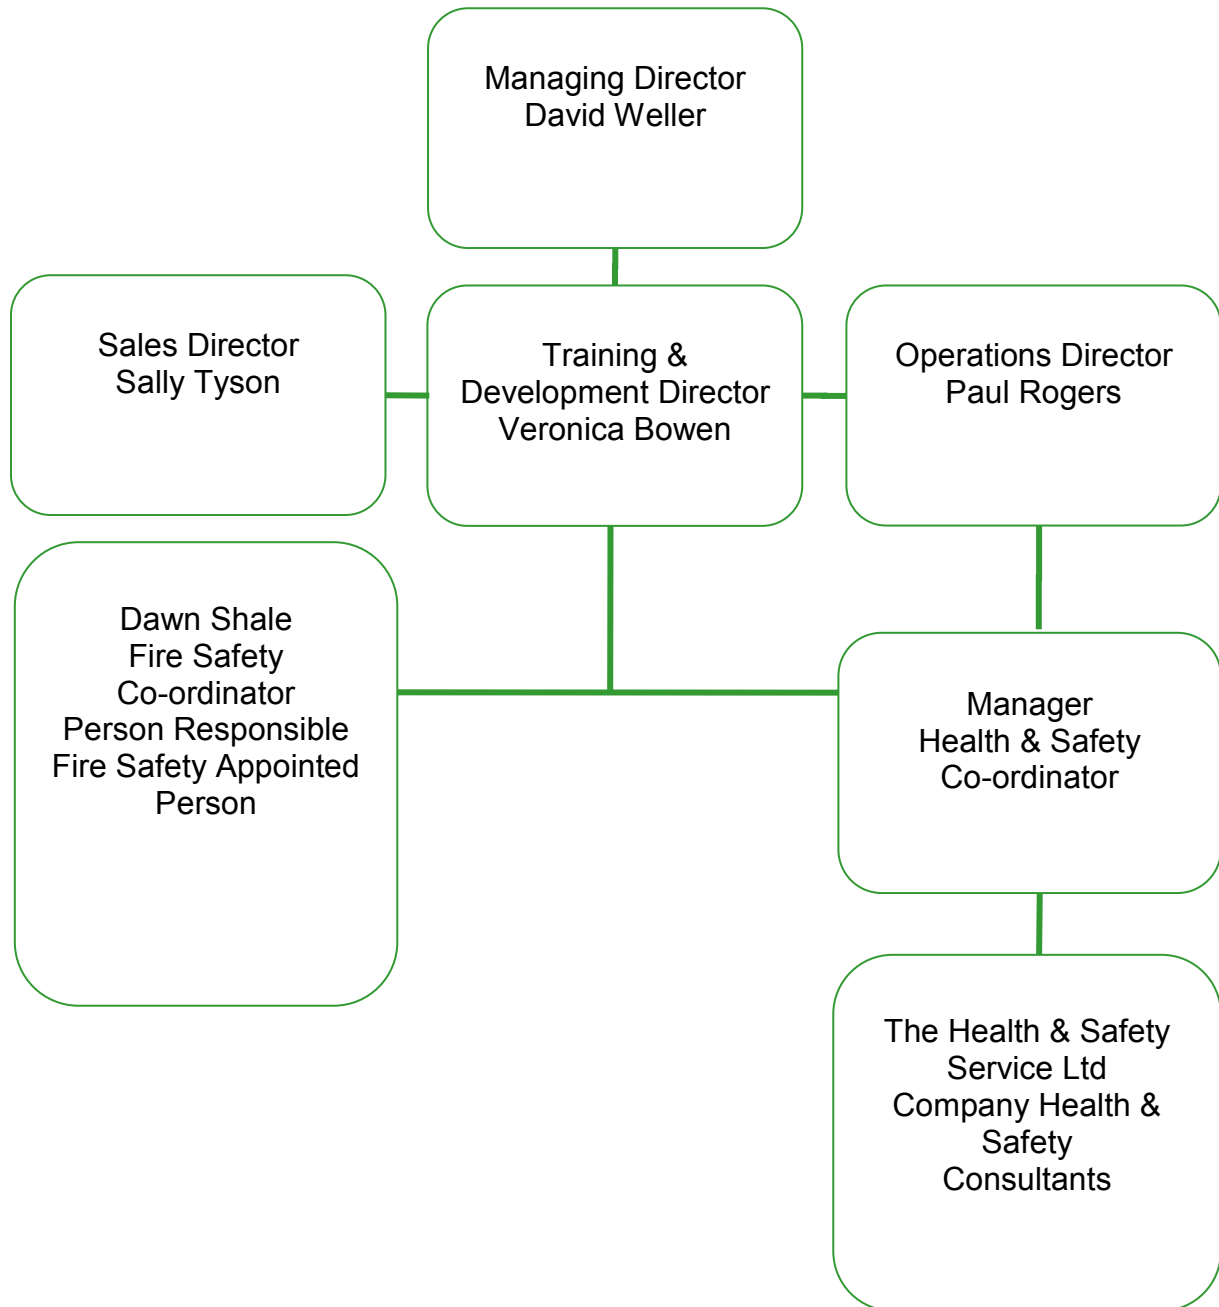 Managing Director
David Weller
Sales Director
Sally Tyson
Training &
Development Director
Veronica Bowen
Operations Director
Paul Rogers
Dawn Shale
Fire Safety
Co-ordinator
Person Responsible
Fire Safety Appointed
Person
Manager
Health & Safety
Co-ordinator
The Health & Safety
Service Ltd
Company Health &
Safety
Consultants